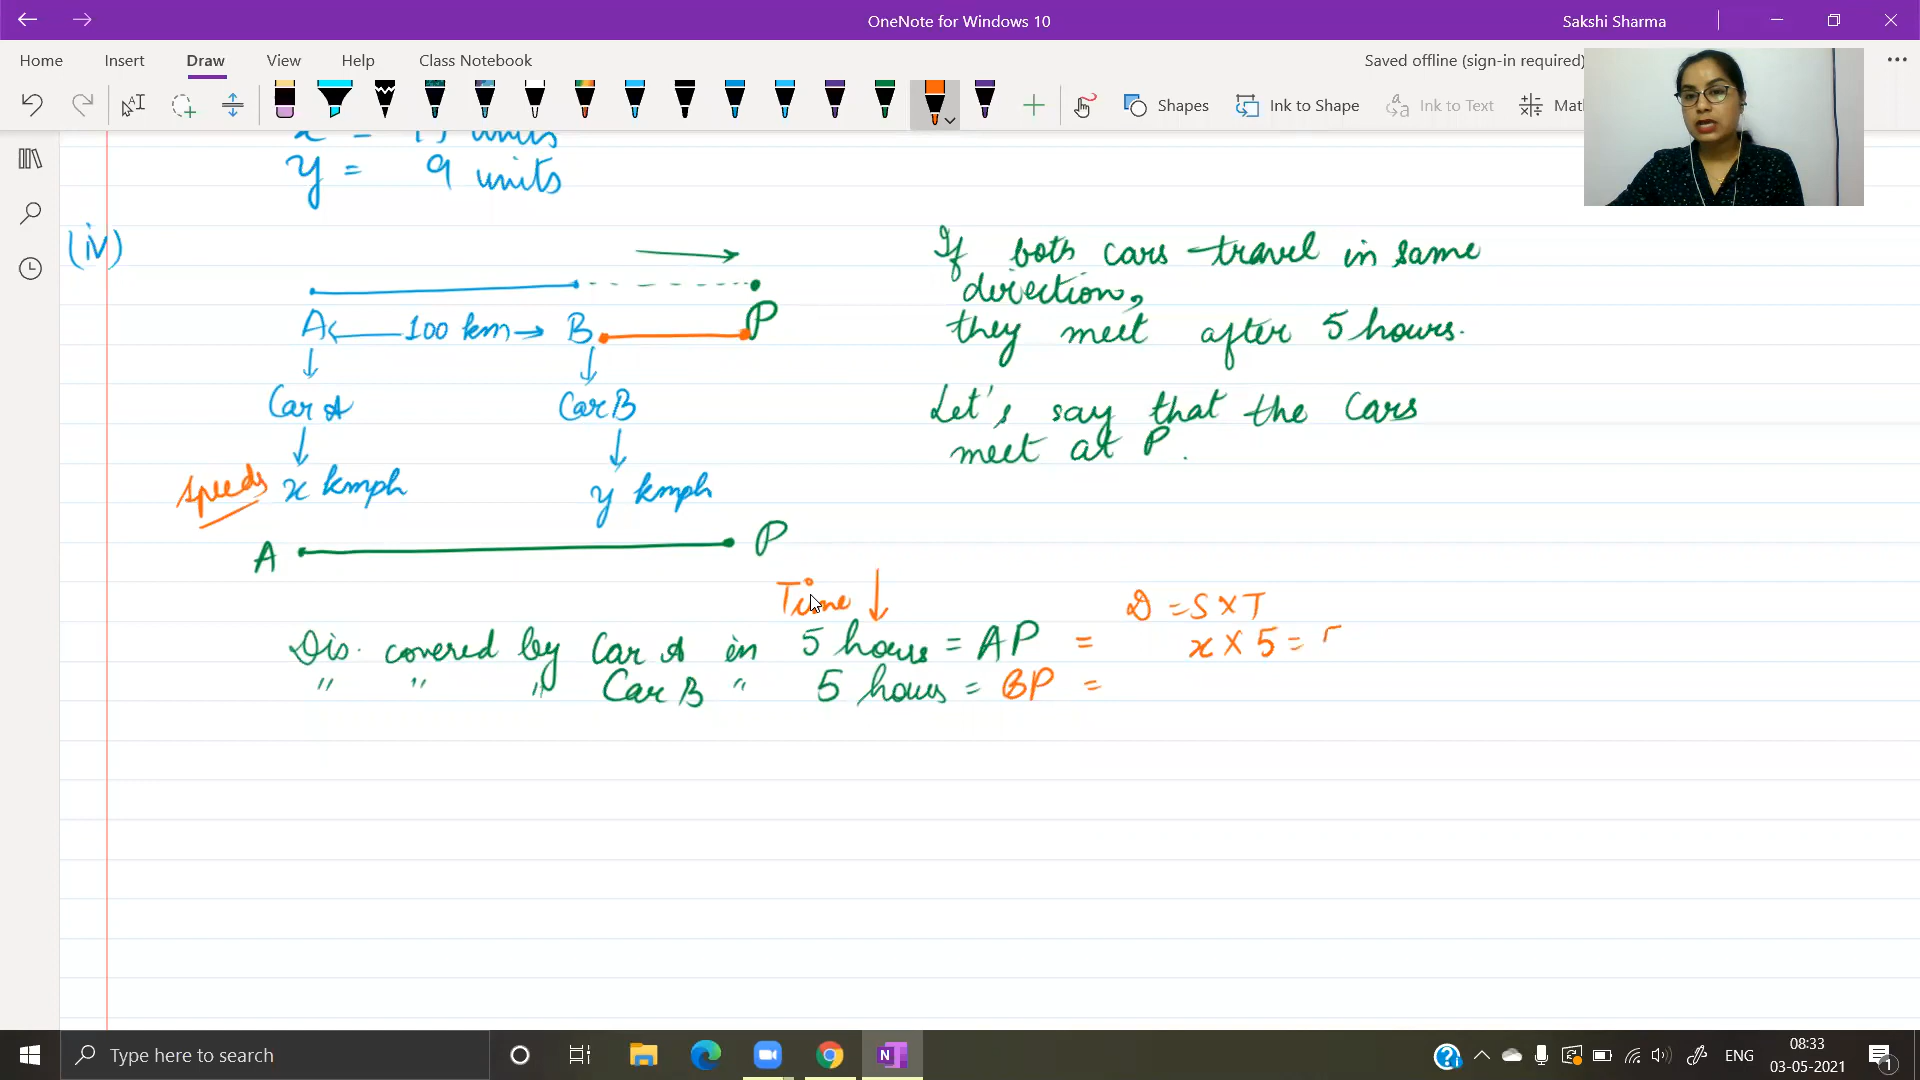 OneNote for Windows 10
Sakshi Sharma
Home Insert Draw View Help Class Notebook
Saved offline (sign-in required)
Shapes Ink to Shape Ink to Text Mat
units
y = 9 units
(iv)
A ← 100 km → B P
Car A Car B
speeds x kmph y kmph
If both cars travel in same
direction,
they meet after 5 hours.
Let's say that the Cars
meet at P.
A P
Time ↓ D = S X T
Dis. covered by Car A in 5 hours = AP = x X 5 =
" " " Car B " 5 hours = BP =
Type here to search
ENG
08:33
03-05-2021
1